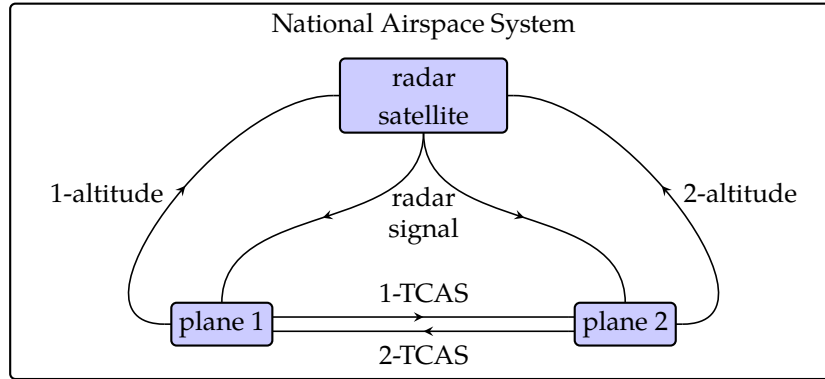 National Airspace System
radar
satellite
1-altitude
2-altitude
radar
signal
1-TCAS
plane 1
plane 2
2-TCAS